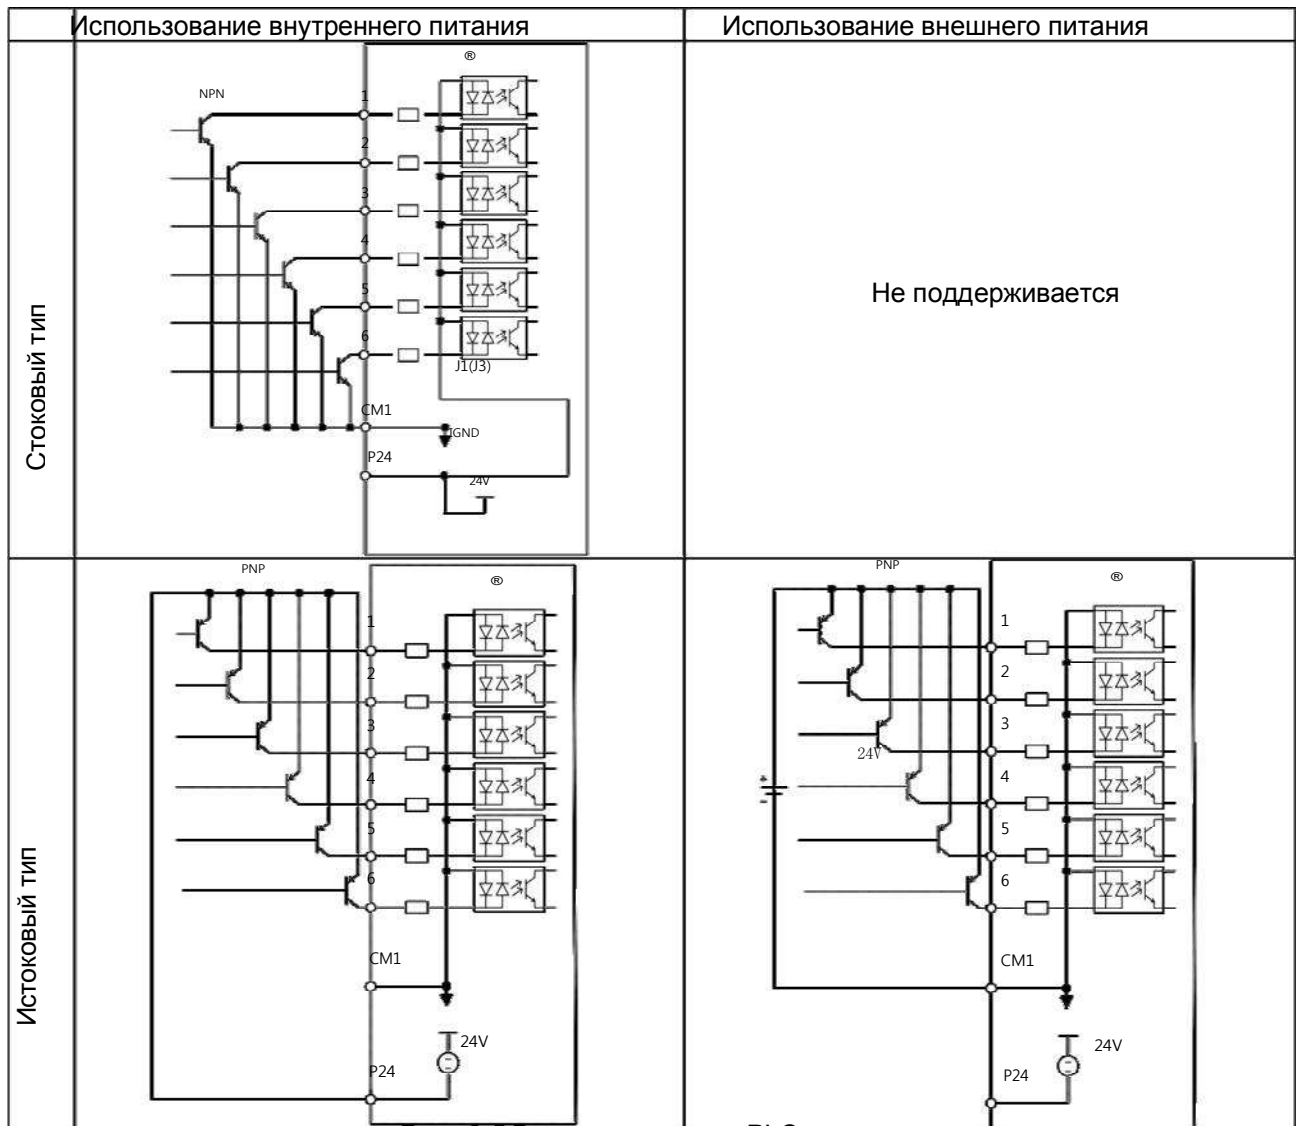 Использование внутреннего питания
Использование внешнего питания
Стоковый тип
®
NPN
1
2
3
4
5
6
J1(J3)
CM1
IGND
P24
24V
Не поддерживается
Истоковый тип
PNP
®
1
2
3
4
5
6
CM1
24V
P24
PNP
®
1
2
3
24V
4
+
-
5
6
CM1
24V
P24